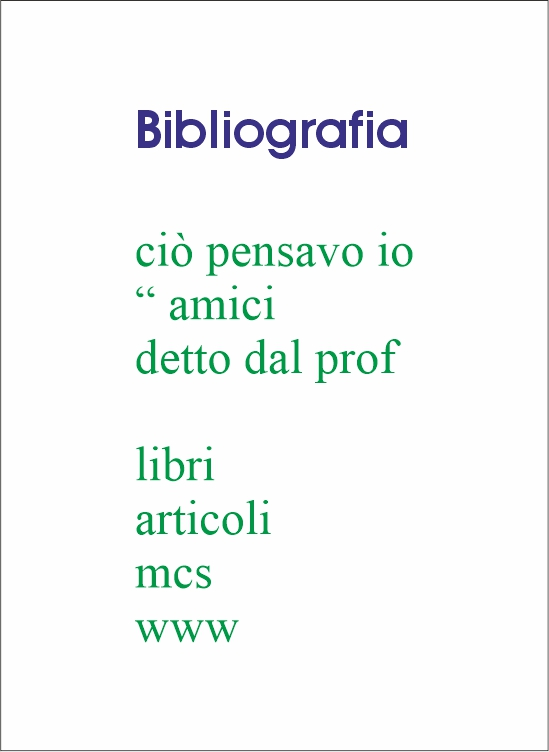 Bibliografia
ciò pensavo io
“ amici
detto dal prof
libri
articoli
mcs
www